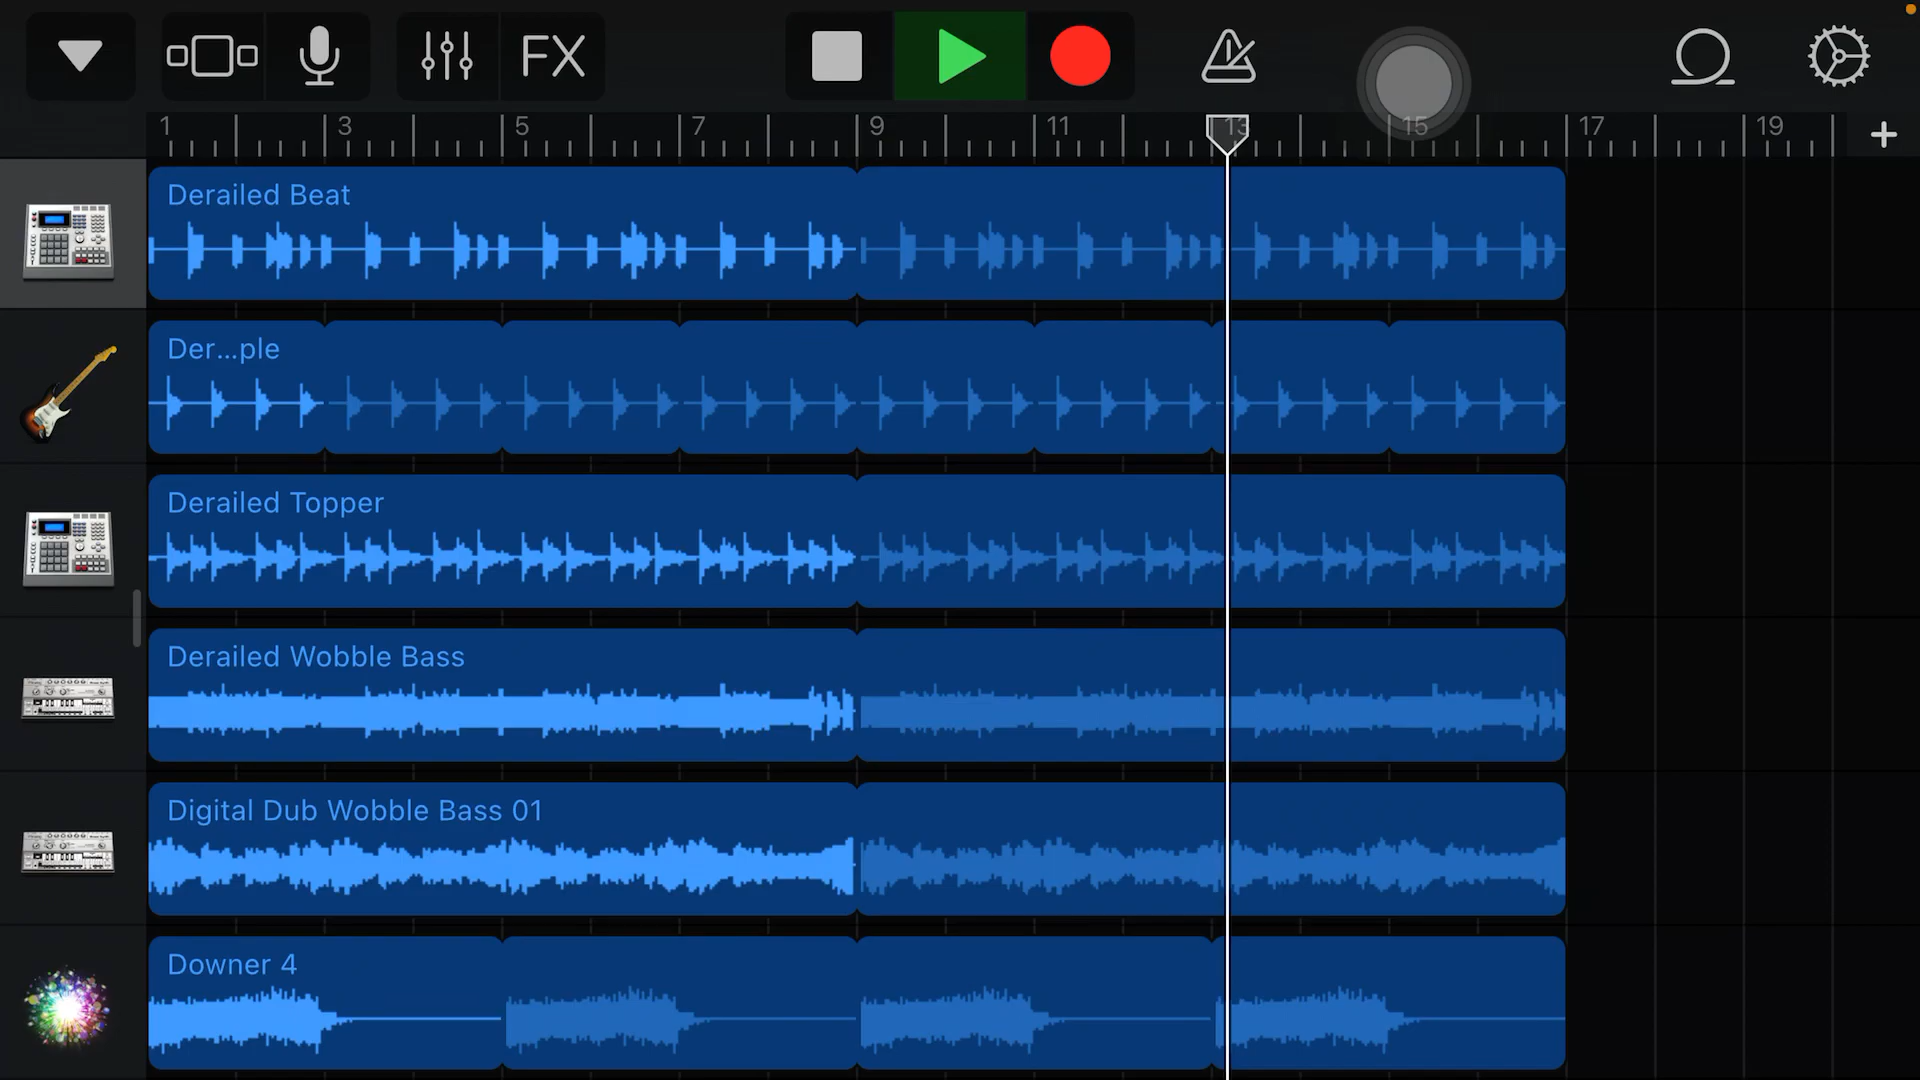 FX
1 3 5 7 9 11 13 15 17 19
Derailed Beat
Der...ple
Derailed Topper
Derailed Wobble Bass
Digital Dub Wobble Bass 01
Downer 4